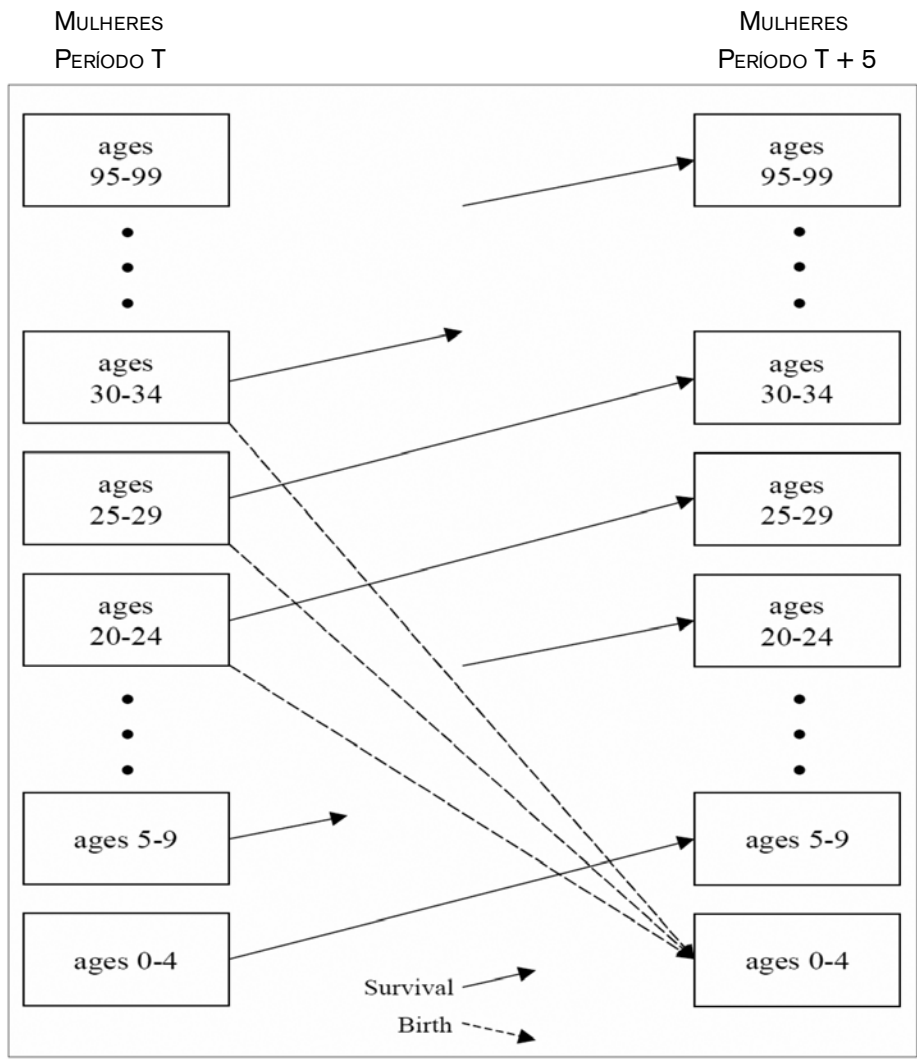 MULHERES
PERÍODO T
MULHERES
PERÍODO T + 5
ages
95-99
ages
30-34
ages
25-29
ages
20-24
ages 5-9
ages 0-4
ages
95-99
ages
30-34
ages
25-29
ages
20-24
ages 5-9
ages 0-4
Survival
Birth